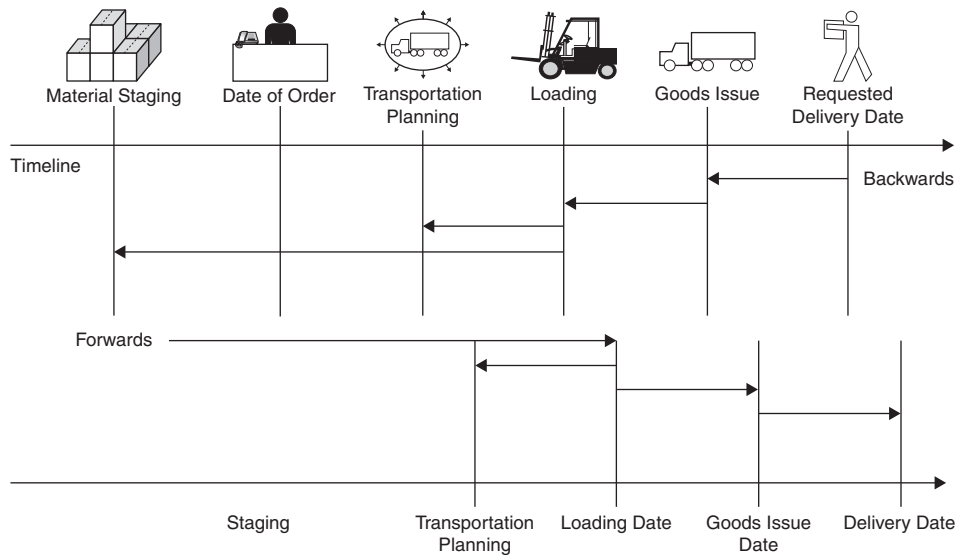 Material Staging
Date of Order
Transportation
Planning
Loading
Goods Issue
Requested
Delivery Date
Timeline
Backwards
Forwards
Staging
Transportation
Planning
Loading Date
Goods Issue
Date
Delivery Date